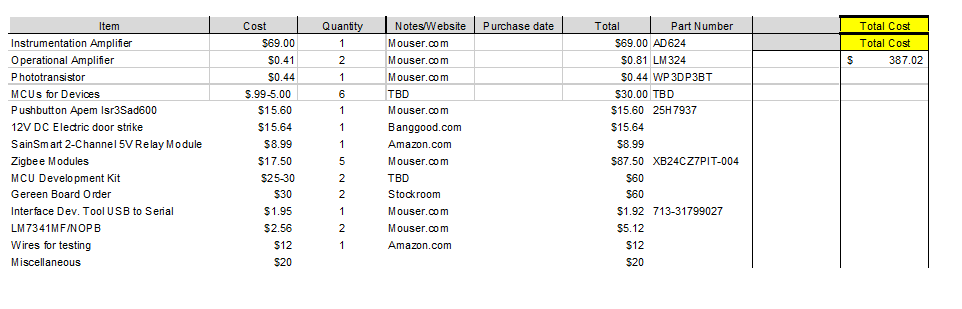 Item Cost Quantity Notes/Website Purchase date Total Part Number Total Cost
Instrumentation Amplifier $69.00 1 Mouser.com $69.00 AD624 Total Cost
Operational Amplifier $0.41 2 Mouser.com $0.81 LM324 $ 387.02
Phototransistor $0.44 1 Mouser.com $0.44 WP3DP3BT
MCUs for Devices $.99-5.00 6 TBD $30.00 TBD
Pushbutton Apem Isr3Sad600 $15.60 1 Mouser.com $15.60 25H7937
12V DC Electric door strike $15.64 1 Banggood.com $15.64
SainSmart 2-Channel 5V Relay Module $8.99 1 Amazon.com $8.99
Zigbee Modules $17.50 5 Mouser.com $87.50 XB24CZ7PIT-004
MCU Development Kit $25-30 2 TBD $60
Gereen Board Order $30 2 Stockroom $60
Interface Dev. Tool USB to Serial $1.95 1 Mouser.com $1.92 713-31799027
LM7341MF/NOPB $2.56 2 Mouser.com $5.12
Wires for testing $12 1 Amazon.com $12
Miscellaneous $20 $20